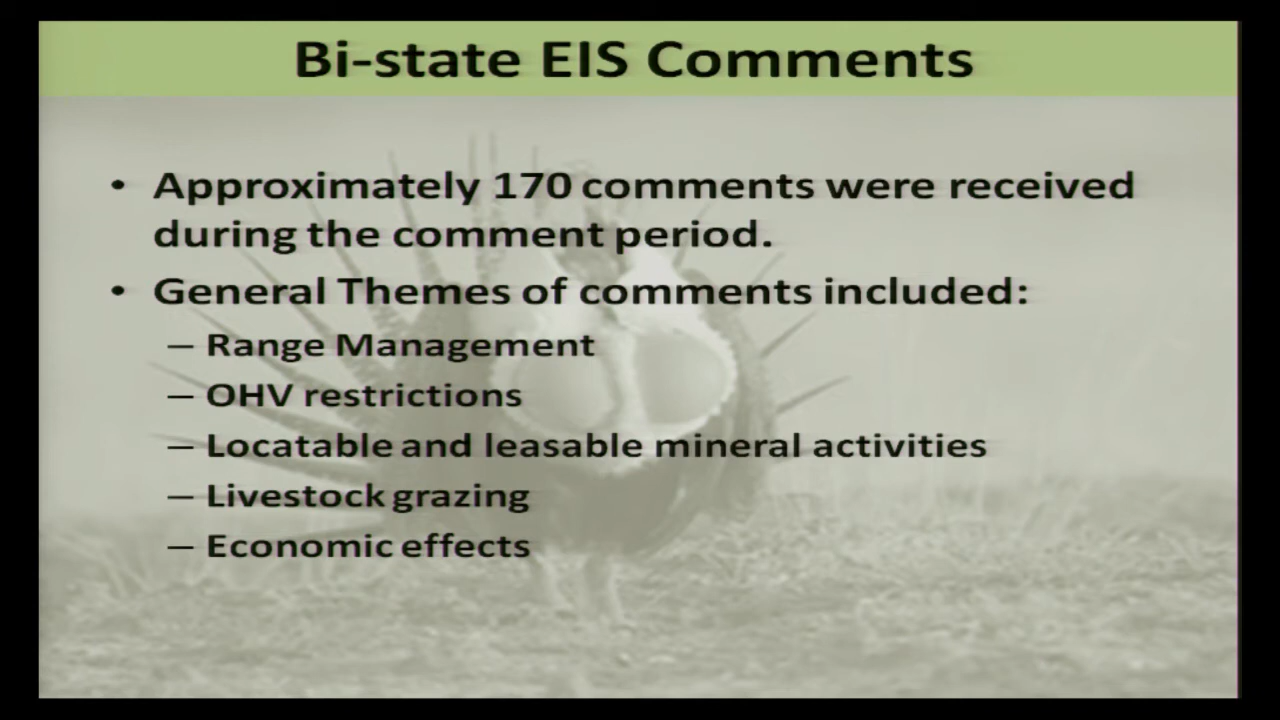 Bi-state EIS Comments
• Approximately 170 comments were received
during the comment period.
• General Themes of comments included:
– Range Management
– OHV restrictions
– Locatable and leasable mineral activities
– Livestock grazing
– Economic effects